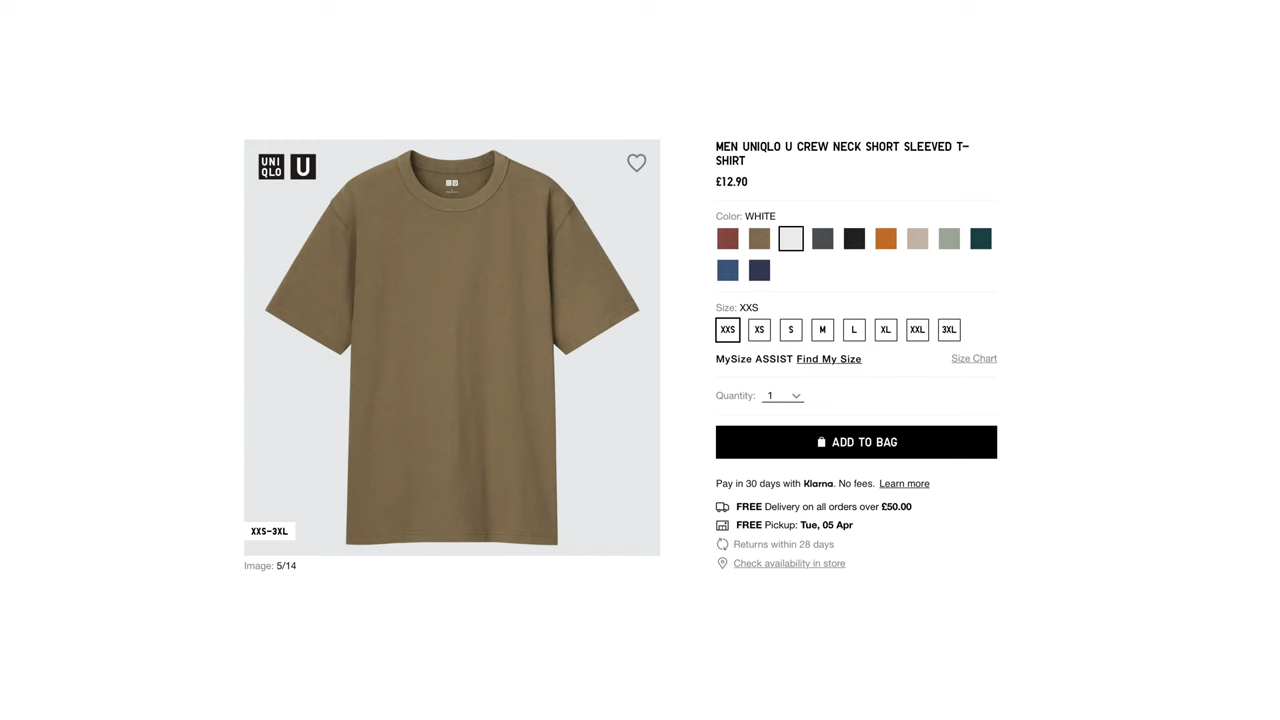 UNI
QLO
U
XXS-3XL
Image: 5/14
MEN UNIQLO U CREW NECK SHORT SLEEVED T-
SHIRT
£12.90
Color: WHITE
Size: XXS
XXS XS S M L XL XXL 3XL
MySize ASSIST Find My Size Size Chart
Quantity: 1
ADD TO BAG
Pay in 30 days with Klarna. No fees. Learn more
FREE Delivery on all orders over £50.00
FREE Pickup: Tue, 05 Apr
Returns within 28 days
Check availability in store